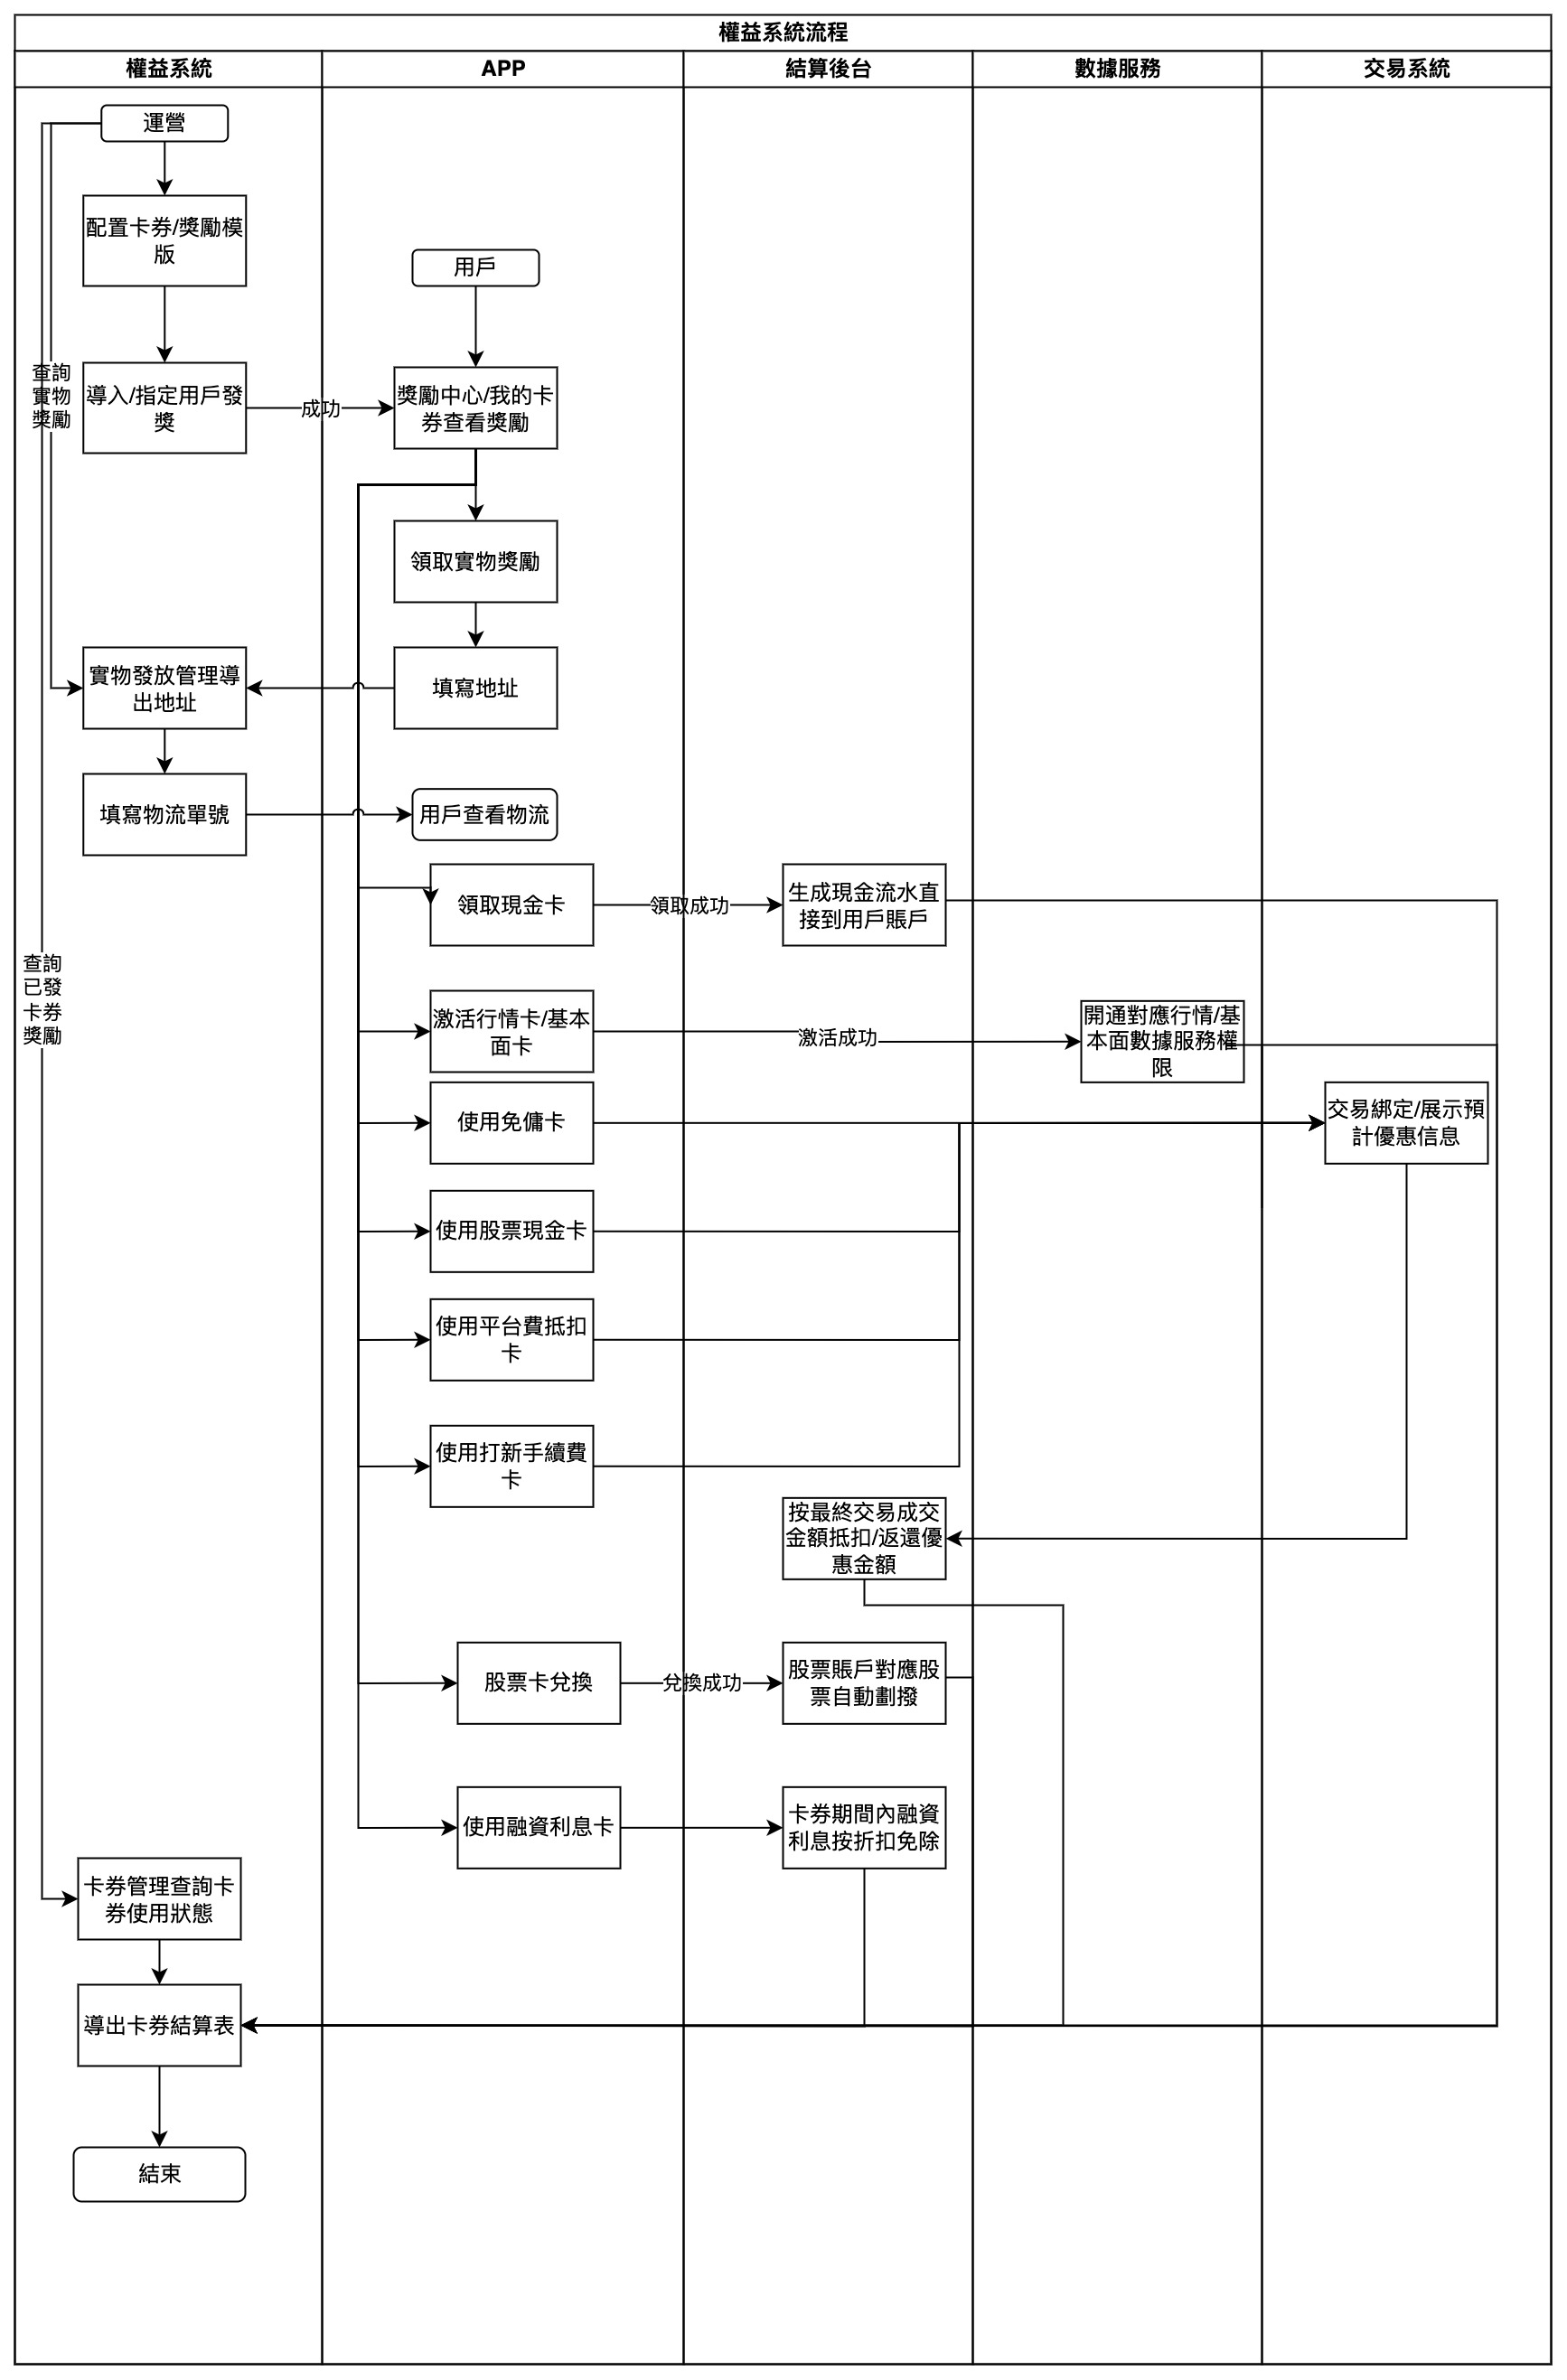 權益系統流程
權益系統
APP
結算後台
數據服務
交易系統
運營
配置卡券/獎勵模
版
用戶
查詢
實物
獎勵
導入/指定用戶發
獎
成功
獎勵中心/我的卡
券查看獎勵
領取實物獎勵
實物發放管理導
出地址
填寫地址
填寫物流單號
用戶查看物流
領取現金卡
領取成功
生成現金流水直
接到用戶賬戶
查詢
已發
卡券
獎勵
激活行情卡/基本
面卡
激活成功
開通對應行情/基
本面數據服務權
限
使用免傭卡
交易綁定/展示預
計優惠信息
使用股票現金卡
使用平台費抵扣
卡
使用打新手續費
卡
按最終交易成交
金額抵扣/返還優
惠金額
股票卡兌換
兌換成功
股票賬戶對應股
票自動劃撥
使用融資利息卡
卡券期間內融資
利息按折扣免除
卡券管理查詢卡
券使用狀態
導出卡券結算表
結束